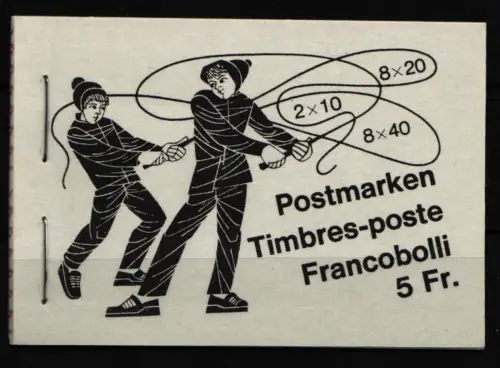 8×20
2×10
8×40
Postmarken
Timbres-poste
Francobolli
5 Fr.